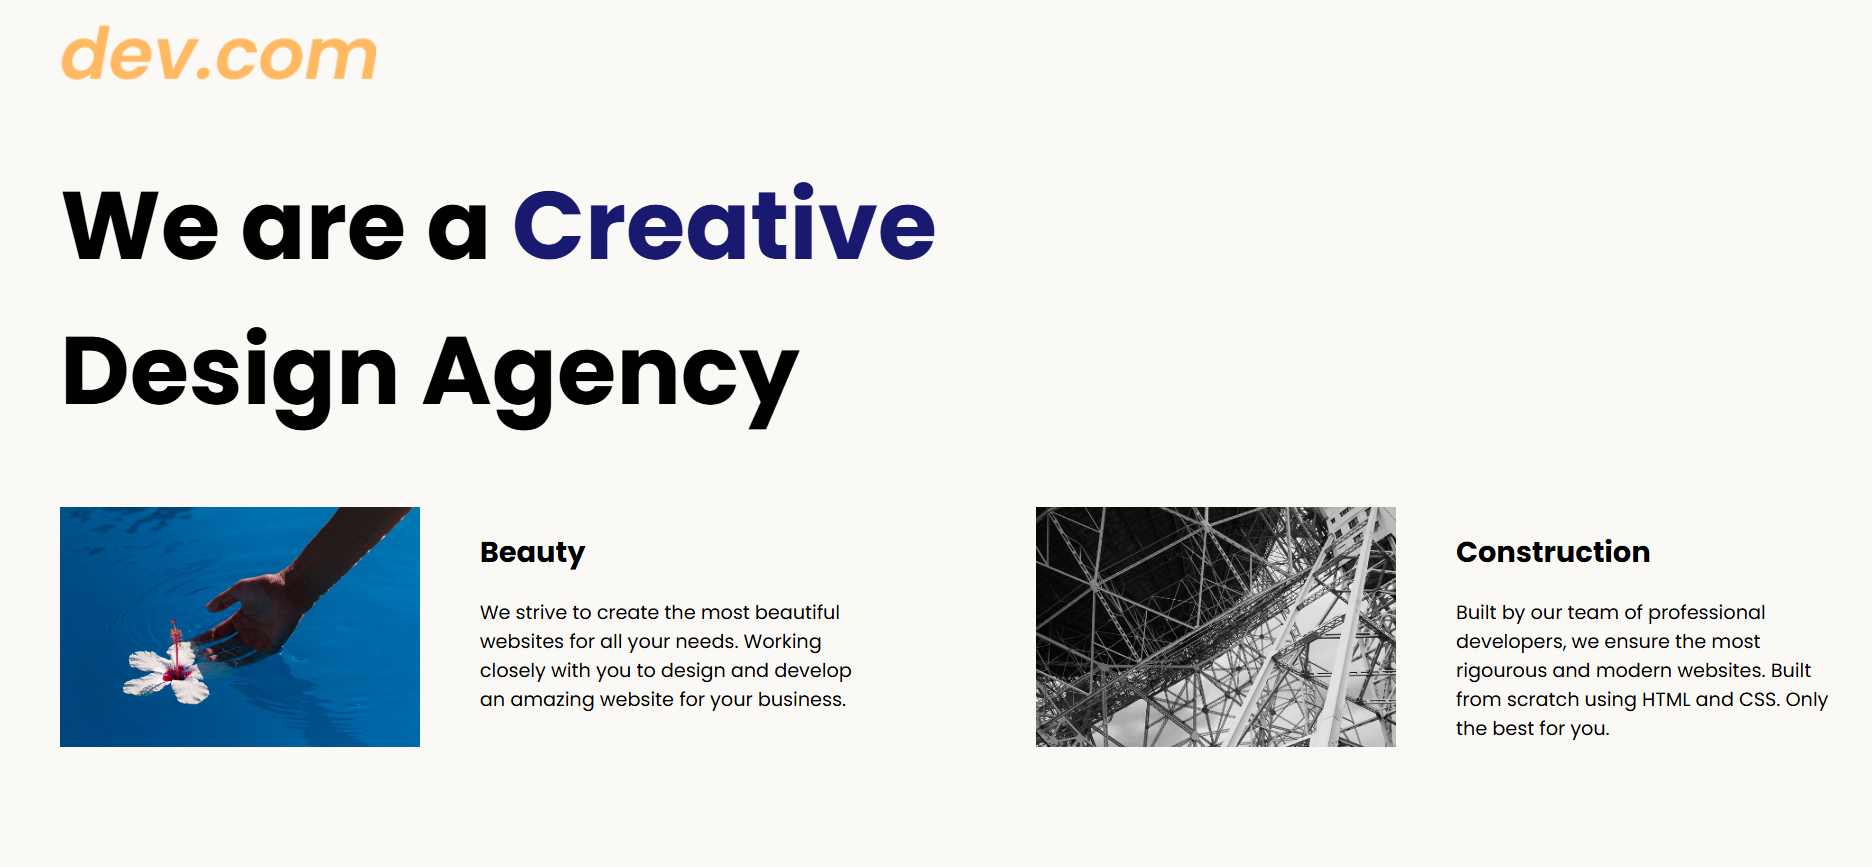 dev.com
We are a Creative
Design Agency
Beauty
We strive to create the most beautiful
websites for all your needs. Working
closely with you to design and develop
an amazing website for your business.
Construction
Built by our team of professional
developers, we ensure the most
rigourous and modern websites. Built
from scratch using HTML and CSS. Only
the best for you.